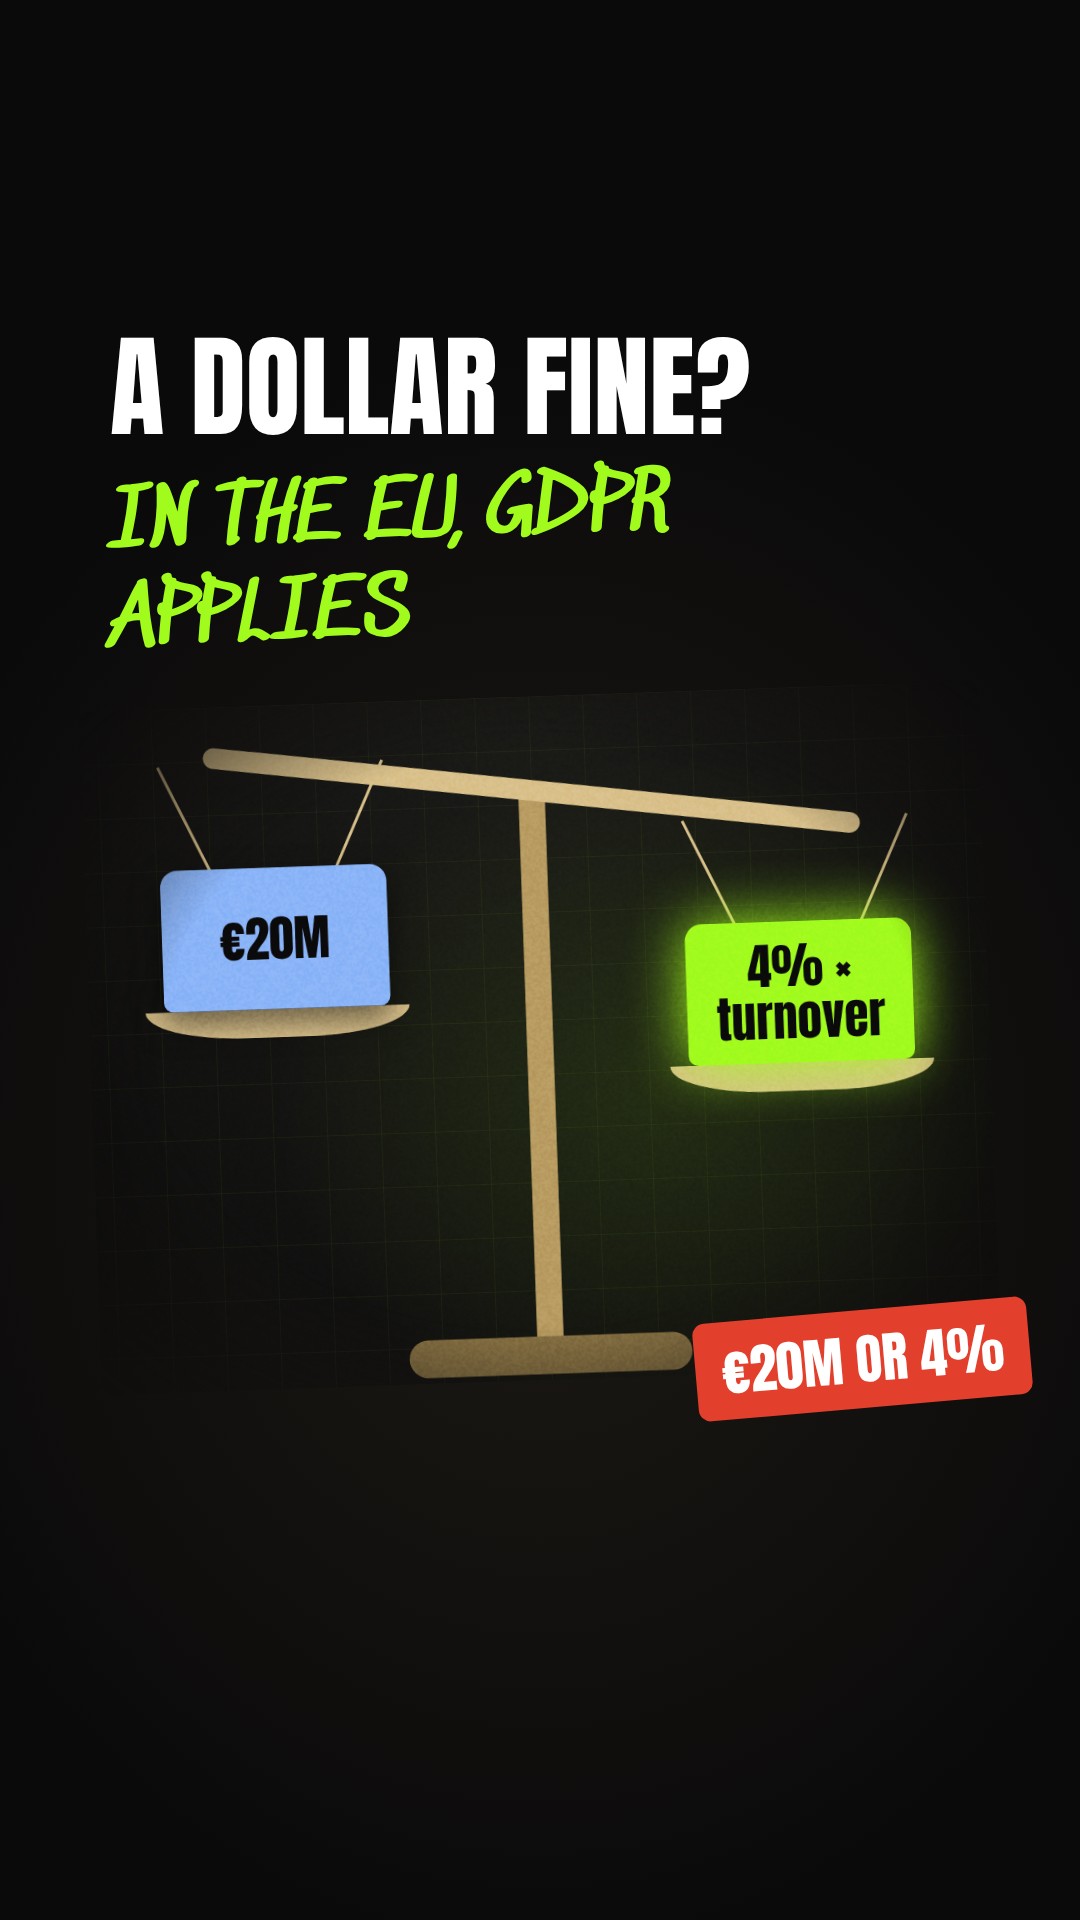 A DOLLAR FINE?
IN THE EU, GDPR
APPLIES
€20M
4% ×
turnover
€20M OR 4%